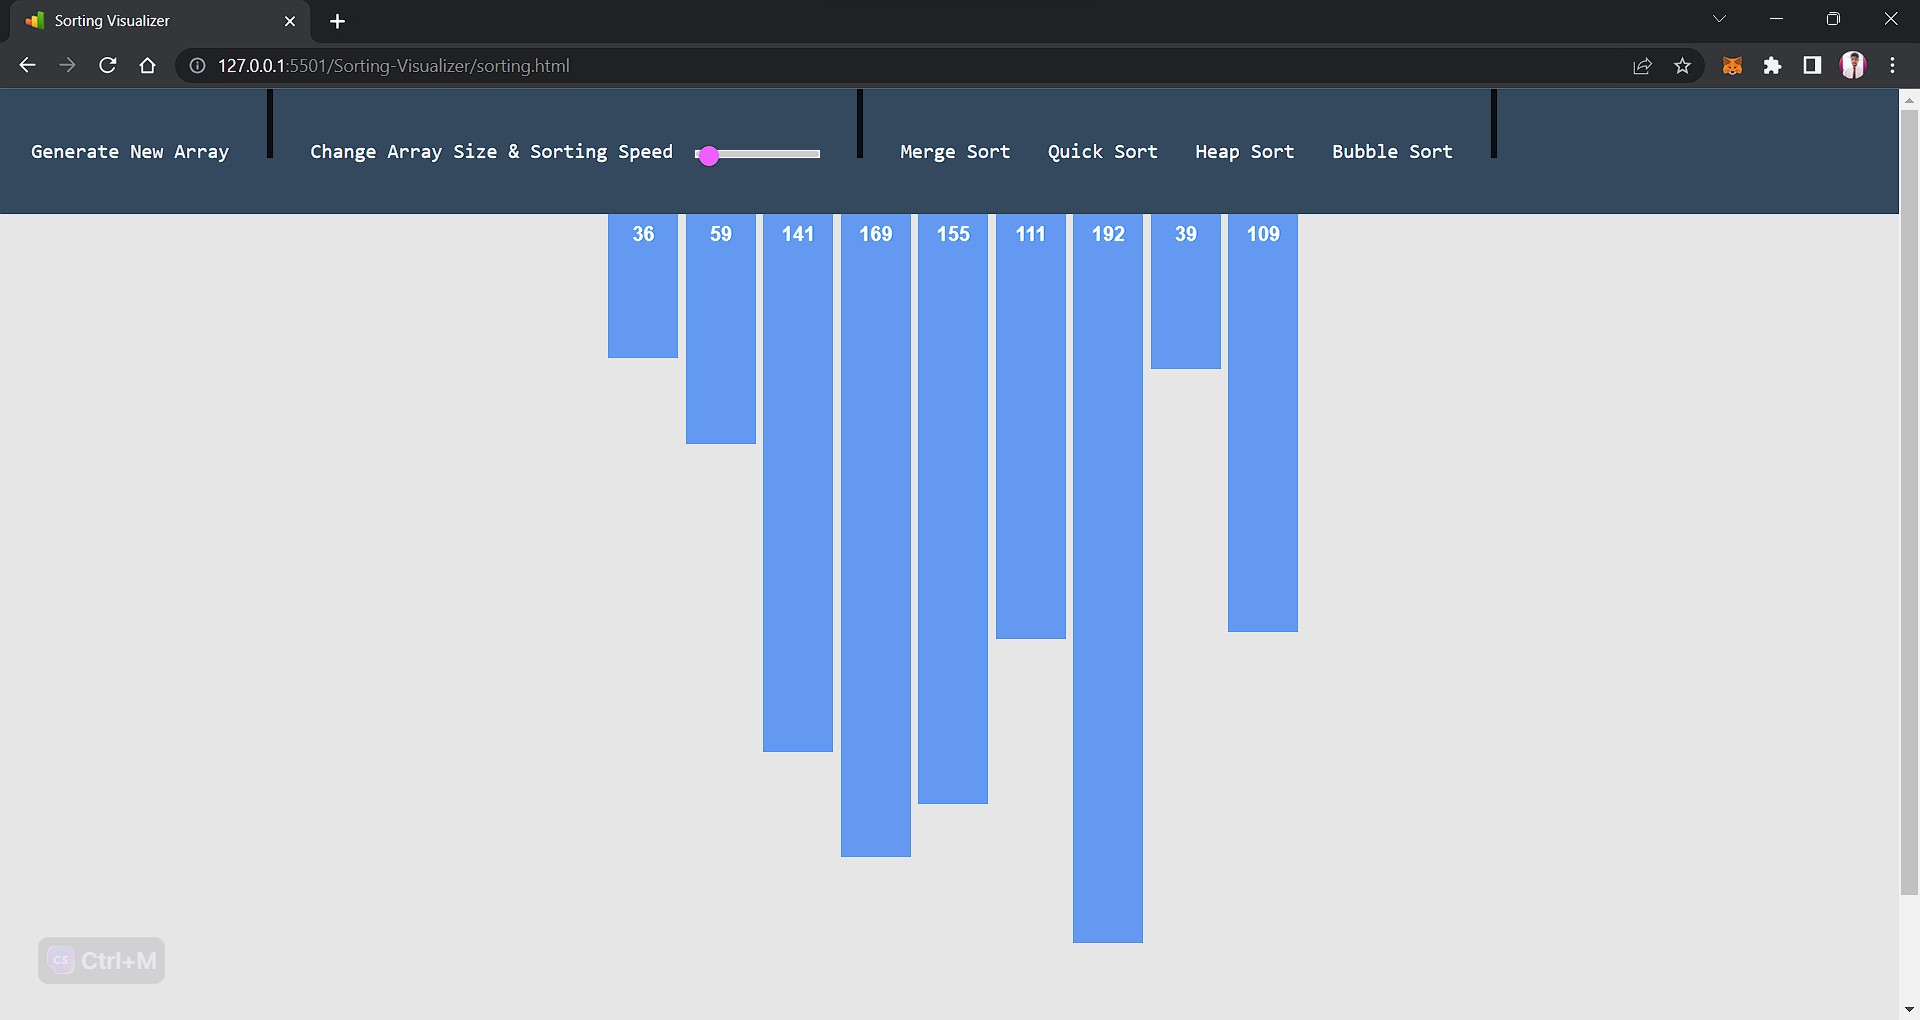 Sorting Visualizer
127.0.0.1:5501/Sorting-Visualizer/sorting.html
Generate New Array
Change Array Size & Sorting Speed
Merge Sort
Quick Sort
Heap Sort
Bubble Sort
36 59 141 169 155 111 192 39 109
CS Ctrl+M